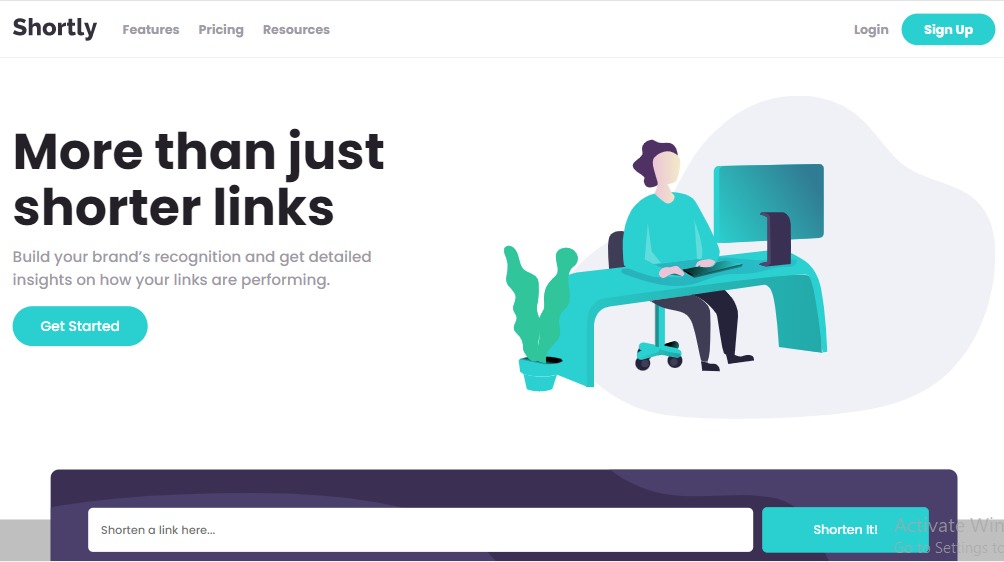 Shortly
Features Pricing Resources
Login
Sign Up
More than just
shorter links
Build your brand's recognition and get detailed
insights on how your links are performing.
Get Started
Shorten a link here...
Shorten It!
Activate Win
Go to Settings to